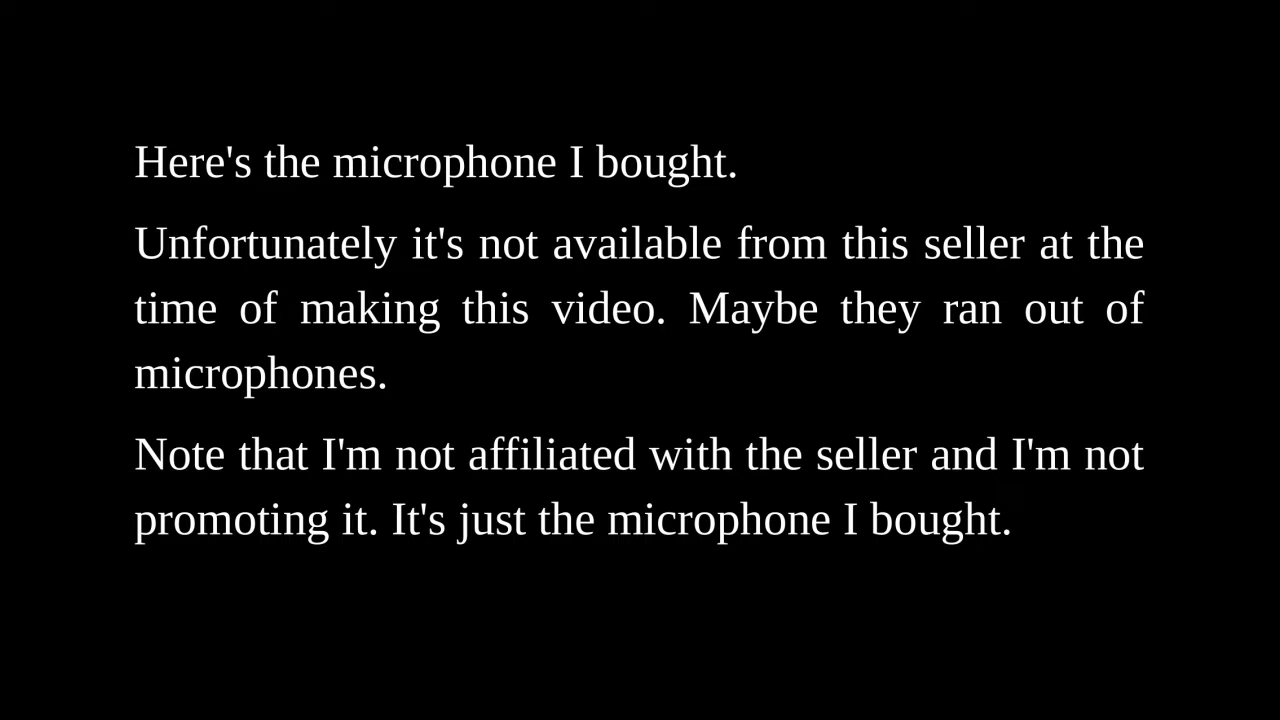 Here's the microphone I bought.
Unfortunately it's not available from this seller at the
time of making this video. Maybe they ran out of
microphones.
Note that I'm not affiliated with the seller and I'm not
promoting it. It's just the microphone I bought.